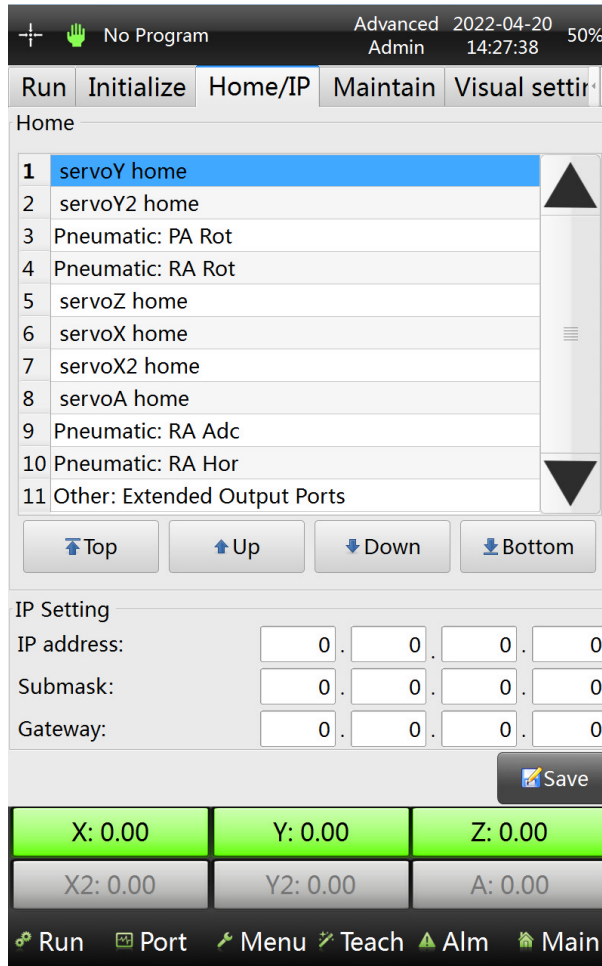 No Program Advanced Admin 2022-04-20 14:27:38 50%
Run Initialize Home/IP Maintain Visual settin
Home
1 servoY home
2 servoY2 home
3 Pneumatic: PA Rot
4 Pneumatic: RA Rot
5 servoZ home
6 servoX home
7 servoX2 home
8 servoA home
9 Pneumatic: RA Adc
10 Pneumatic: RA Hor
11 Other: Extended Output Ports
Top Up Down Bottom
IP Setting
IP address: 0 . 0 . 0 . 0
Submask: 0 . 0 . 0 . 0
Gateway: 0 . 0 . 0 . 0
Save
X: 0.00 Y: 0.00 Z: 0.00
X2: 0.00 Y2: 0.00 A: 0.00
Run Port Menu Teach Alm Main